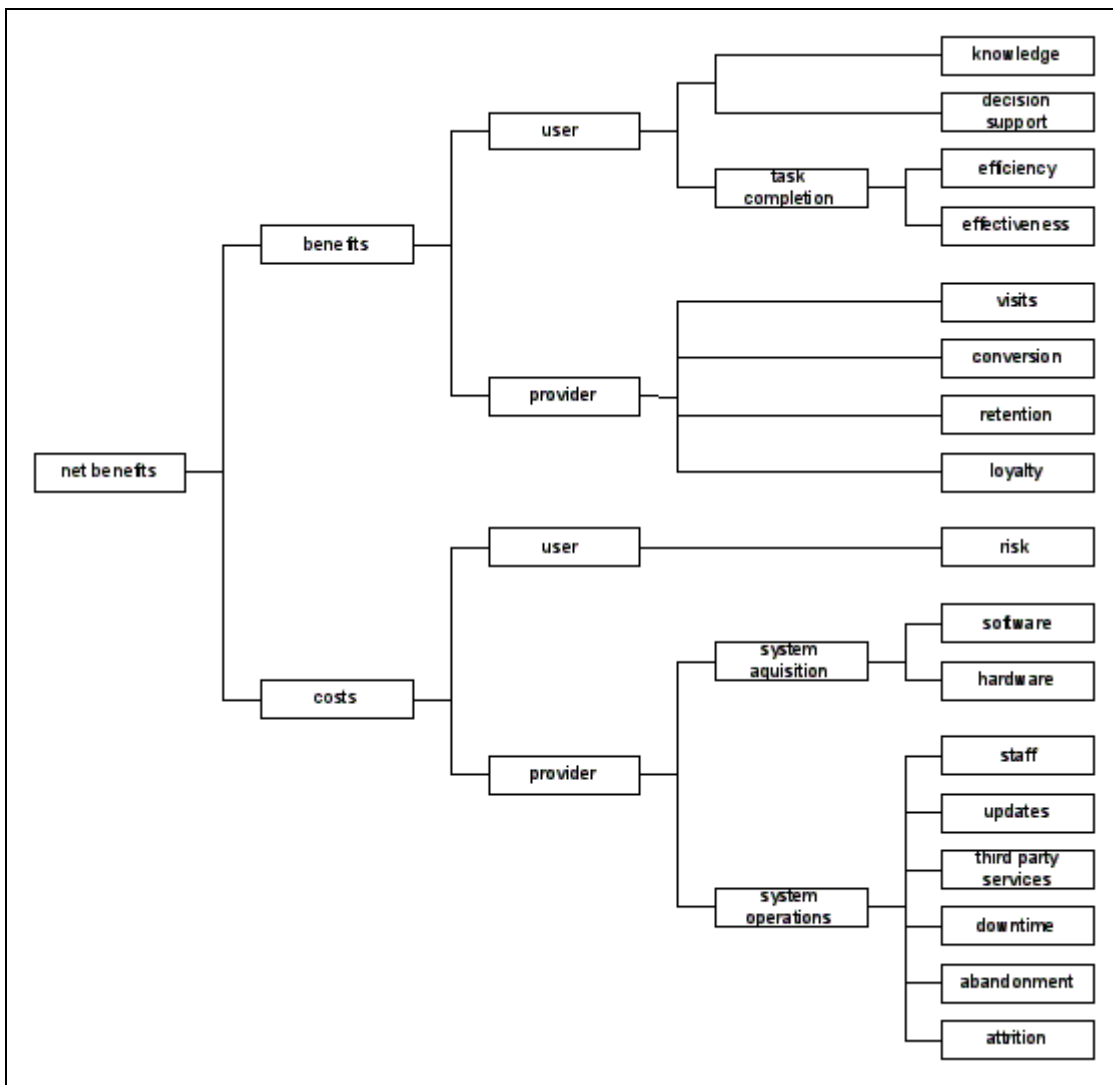 knowledge
decision
support
user
task
completion
efficiency
effectiveness
benefits
visits
conversion
provider
retention
net benefits
loyalty
user
risk
system
aquisition
software
hardware
costs
provider
staff
updates
third party
services
system
operations
downtime
abandonment
attrition